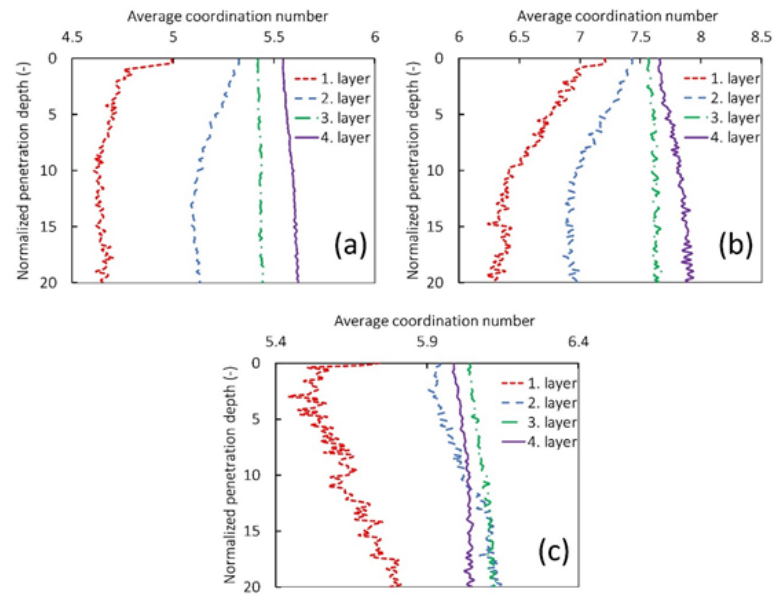 Average coordination number
4.5 5 5.5 6
Normalized penetration depth (-)
0
5
10
15
20
1. layer
2. layer
3. layer
4. layer
(a)
Average coordination number
6 6.5 7 7.5 8 8.5
Normalized penetration depth (-)
0
5
10
15
20
1. layer
2. layer
3. layer
4. layer
(b)
Average coordination number
5.4 5.9 6.4
Normalized penetration depth (-)
0
5
10
15
20
1. layer
2. layer
3. layer
4. layer
(c)